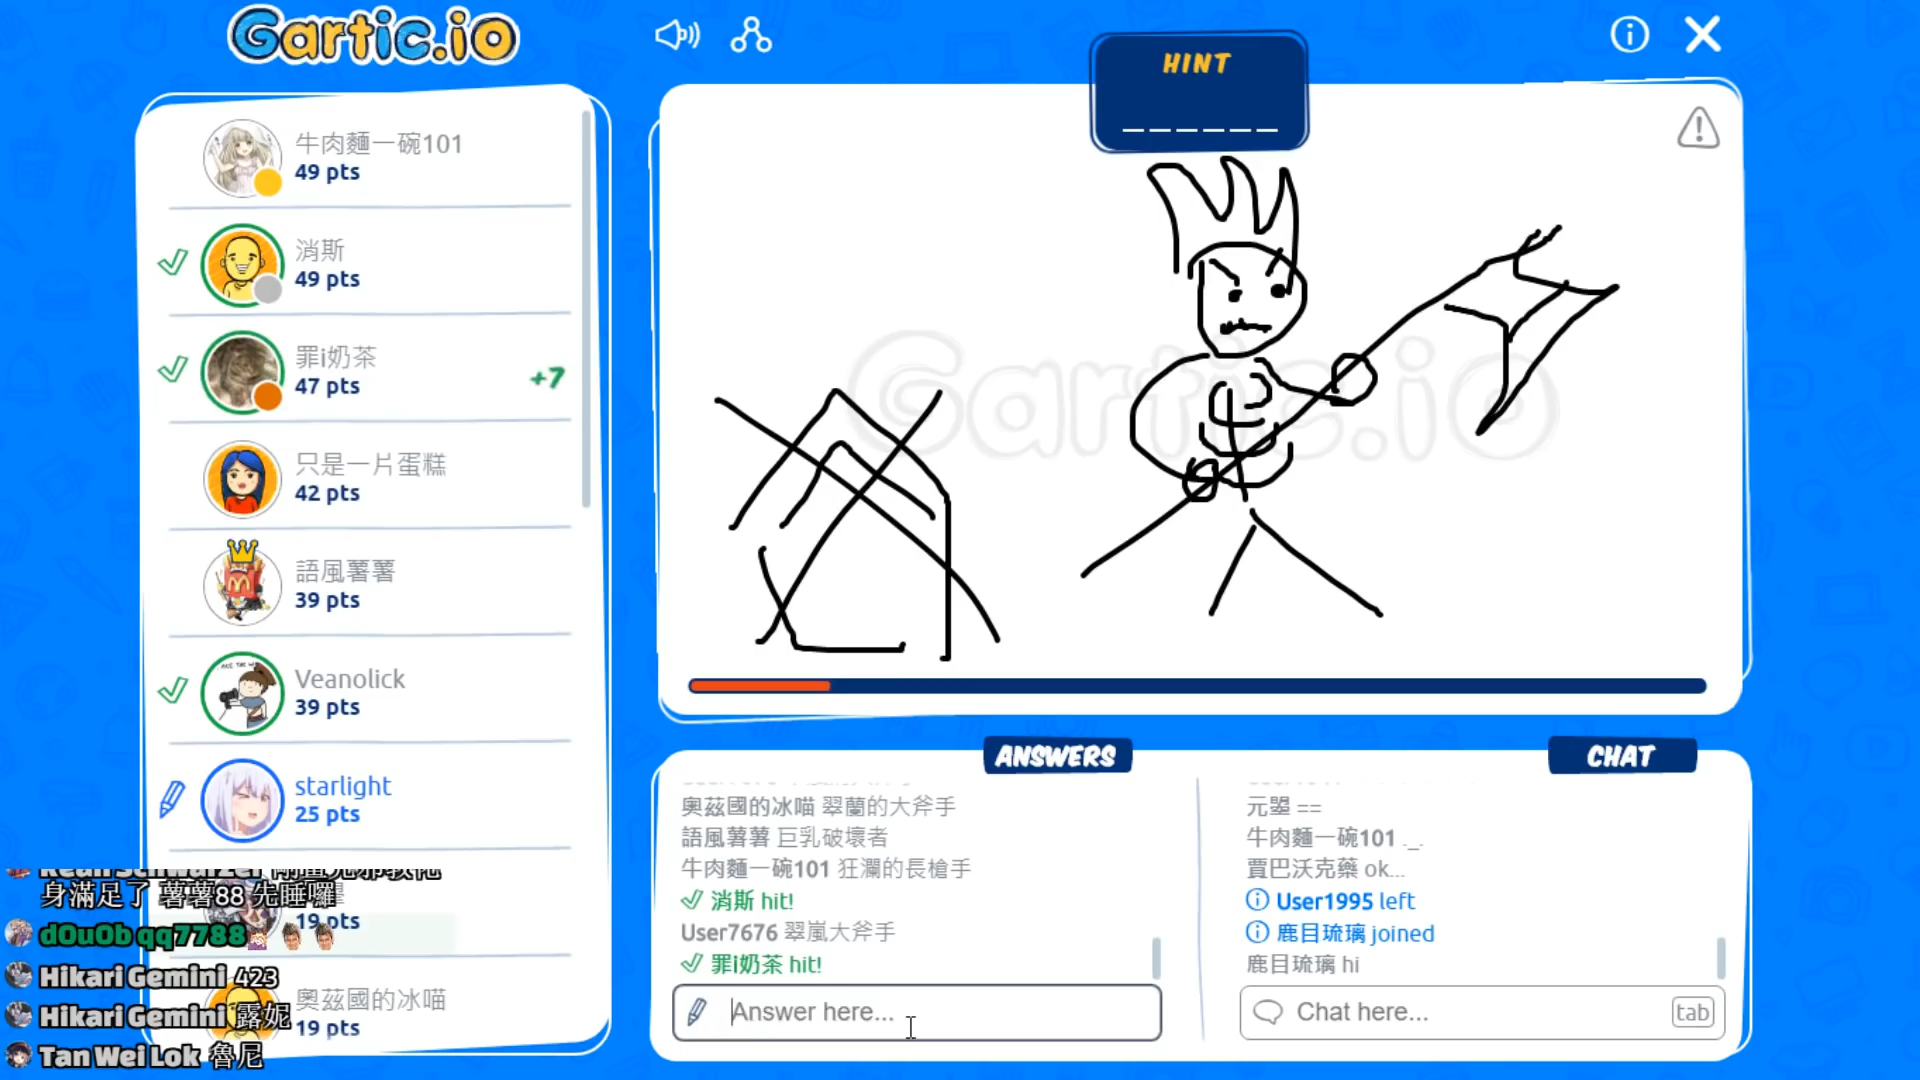 Gartic.io
HINT
_ _ _ _ _ _
牛肉麵一碗101
49 pts
消斯
49 pts
罪i奶茶
47 pts
+7
只是一片蛋糕
42 pts
語風薯薯
39 pts
Veanolick
39 pts
starlight
25 pts
19 pts
奧茲國的冰喵
19 pts
身滿足了 薯薯88 先睡囉
d0u0b qq7788
Hikari Gemini 423
Hikari Gemini 露妮
Tan Wei Lok 魯尼
Gartic.io
ANSWERS
奧茲國的冰喵 翠蘭的大斧手
語風薯薯 巨乳破壞者
牛肉麵一碗101 狂瀾的長槍手
消斯 hit!
User7676 翠嵐大斧手
罪i奶茶 hit!
Answer here...
CHAT
元曌 ==
牛肉麵一碗101 ._.
賈巴沃克藥 ok...
User1995 left
鹿目琉璃 joined
鹿目琉璃 hi
Chat here...
tab